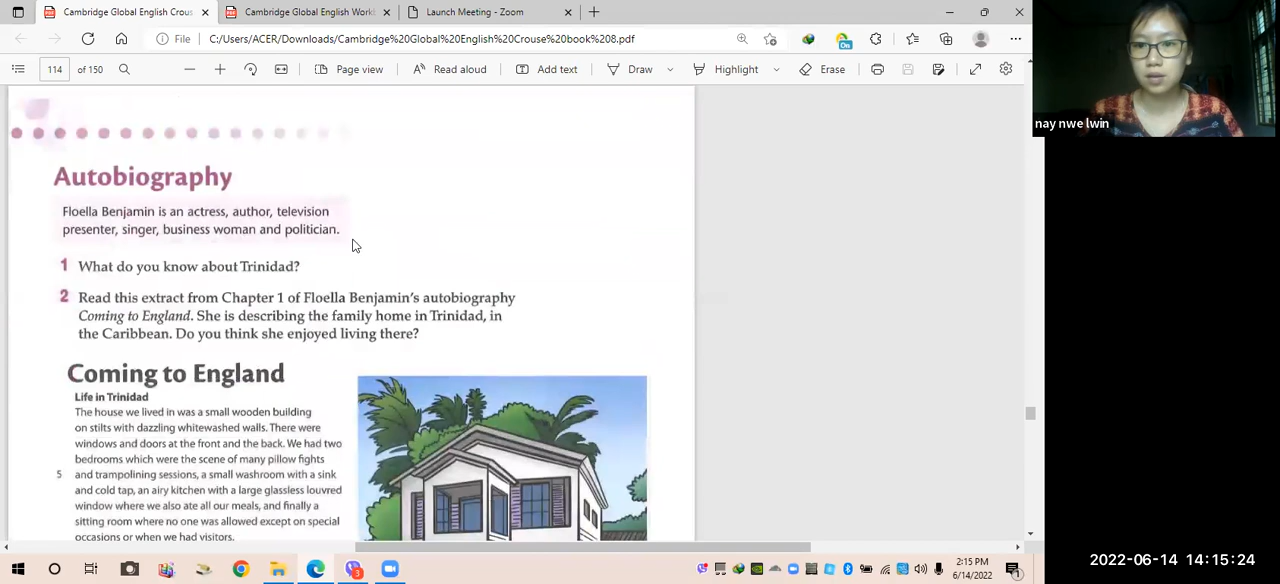 Cambridge Global English Crous
Cambridge Global English Workb
Launch Meeting - Zoom
File
C:/Users/ACER/Downloads/Cambridge%20Global%20English%20Crouse%20book%208.pdf
On
114 of 150
Page view
Read aloud
Add text
Draw
Highlight
Erase
nay nwe lwin
Autobiography
Floella Benjamin is an actress, author, television
presenter, singer, business woman and politician.
1 What do you know about Trinidad?
2 Read this extract from Chapter 1 of Floella Benjamin's autobiography
Coming to England. She is describing the family home in Trinidad, in
the Caribbean. Do you think she enjoyed living there?
Coming to England
Life in Trinidad
The house we lived in was a small wooden building
on stilts with dazzling whitewashed walls. There were
windows and doors at the front and the back. We had two
bedrooms which were the scene of many pillow fights
5 and trampolining sessions, a small washroom with a sink
and cold tap, an airy kitchen with a large glassless louvred
window where we also ate all our meals, and finally a
sitting room where no one was allowed except on special
occasions or when we had visitors.
3
2:15 PM
6/14/2022
1
2022-06-14 14:15:24